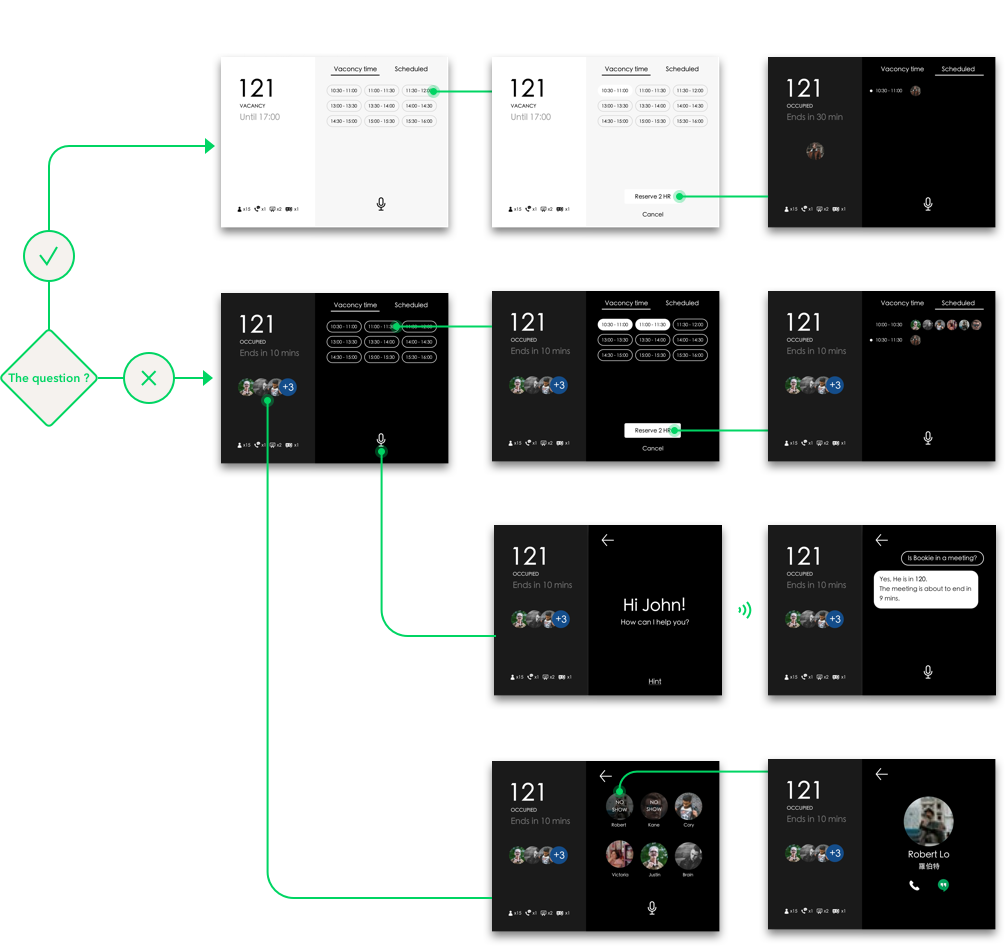 The question ?
121
VACANCY
Until 17:00
x15 x1 x2 x1
Vaconcy time Scheduled
10:30 - 11:00 11:00 - 11:30 11:30 - 12:00
13:00 - 13:30 13:30 - 14:00 14:00 - 14:30
14:30 - 15:00 15:00 - 15:30 15:30 - 16:00
121
VACANCY
Until 17:00
x15 x1 x2 x1
Vaconcy time Scheduled
10:30 - 11:00 11:00 - 11:30 11:30 - 12:00
13:00 - 13:30 13:30 - 14:00 14:00 - 14:30
14:30 - 15:00 15:00 - 15:30 15:30 - 16:00
Reserve 2 HR
Cancel
121
OCCUPIED
Ends in 30 min
x15 x1 x2 x1
Vaconcy time Scheduled
10:30 - 11:00
121
OCCUPIED
Ends in 10 mins
+3
x15 x1 x2 x1
Vaconcy time Scheduled
10:30 - 11:00 11:00 - 11:30 11:30 - 12:00
13:00 - 13:30 13:30 - 14:00 14:00 - 14:30
14:30 - 15:00 15:00 - 15:30 15:30 - 16:00
121
OCCUPIED
Ends in 10 mins
+3
x15 x1 x2 x1
Vaconcy time Scheduled
10:30 - 11:00 11:00 - 11:30 11:30 - 12:00
13:00 - 13:30 13:30 - 14:00 14:00 - 14:30
14:30 - 15:00 15:00 - 15:30 15:30 - 16:00
Reserve 2 HR
Cancel
121
OCCUPIED
Ends in 10 mins
+3
x15 x1 x2 x1
Vaconcy time Scheduled
10:00 - 10:30
10:30 - 11:30
121
OCCUPIED
Ends in 10 mins
+3
x15 x1 x2 x1
Hi John!
How can I help you?
Hint
121
OCCUPIED
Ends in 10 mins
+3
x15 x1 x2 x1
Is Bookie in a meeting?
Yes, He is in 120.
The meeting is about to end in
9 mins.
121
OCCUPIED
Ends in 10 mins
+3
x15 x1 x2 x1
NO SHOW
NO SHOW
Robert Kane Cory
Victoria Justin Brain
121
OCCUPIED
Ends in 10 mins
+3
x15 x1 x2 x1
Robert Lo
羅伯特